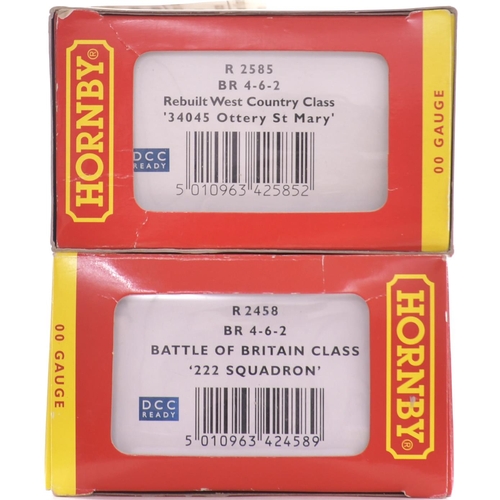 HORNBY®
R 2585
BR 4-6-2
Rebuilt West Country Class
'34045 Ottery St Mary'
DCC
READY
5 010963 425852
00 GAUGE
00 GAUGE
R 2458
BR 4-6-2
BATTLE OF BRITAIN CLASS
'222 SQUADRON'
DCC
READY
5 010963 424589
HORNBY®